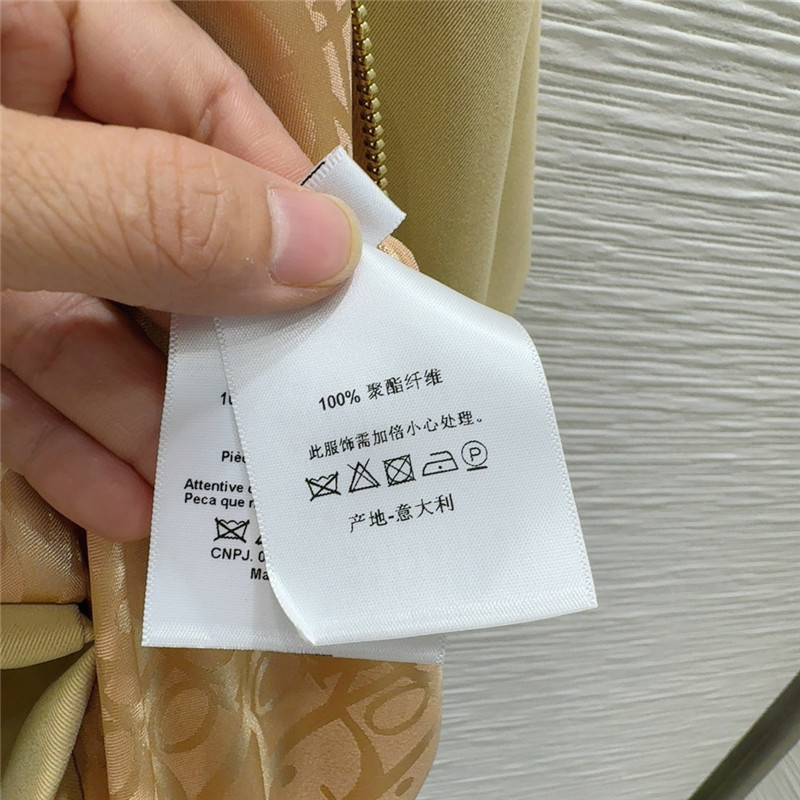 100% 聚酯纤维
此服饰需加倍小心处理。
P
产地-意大利
Attentive
Peca que
CNPJ.